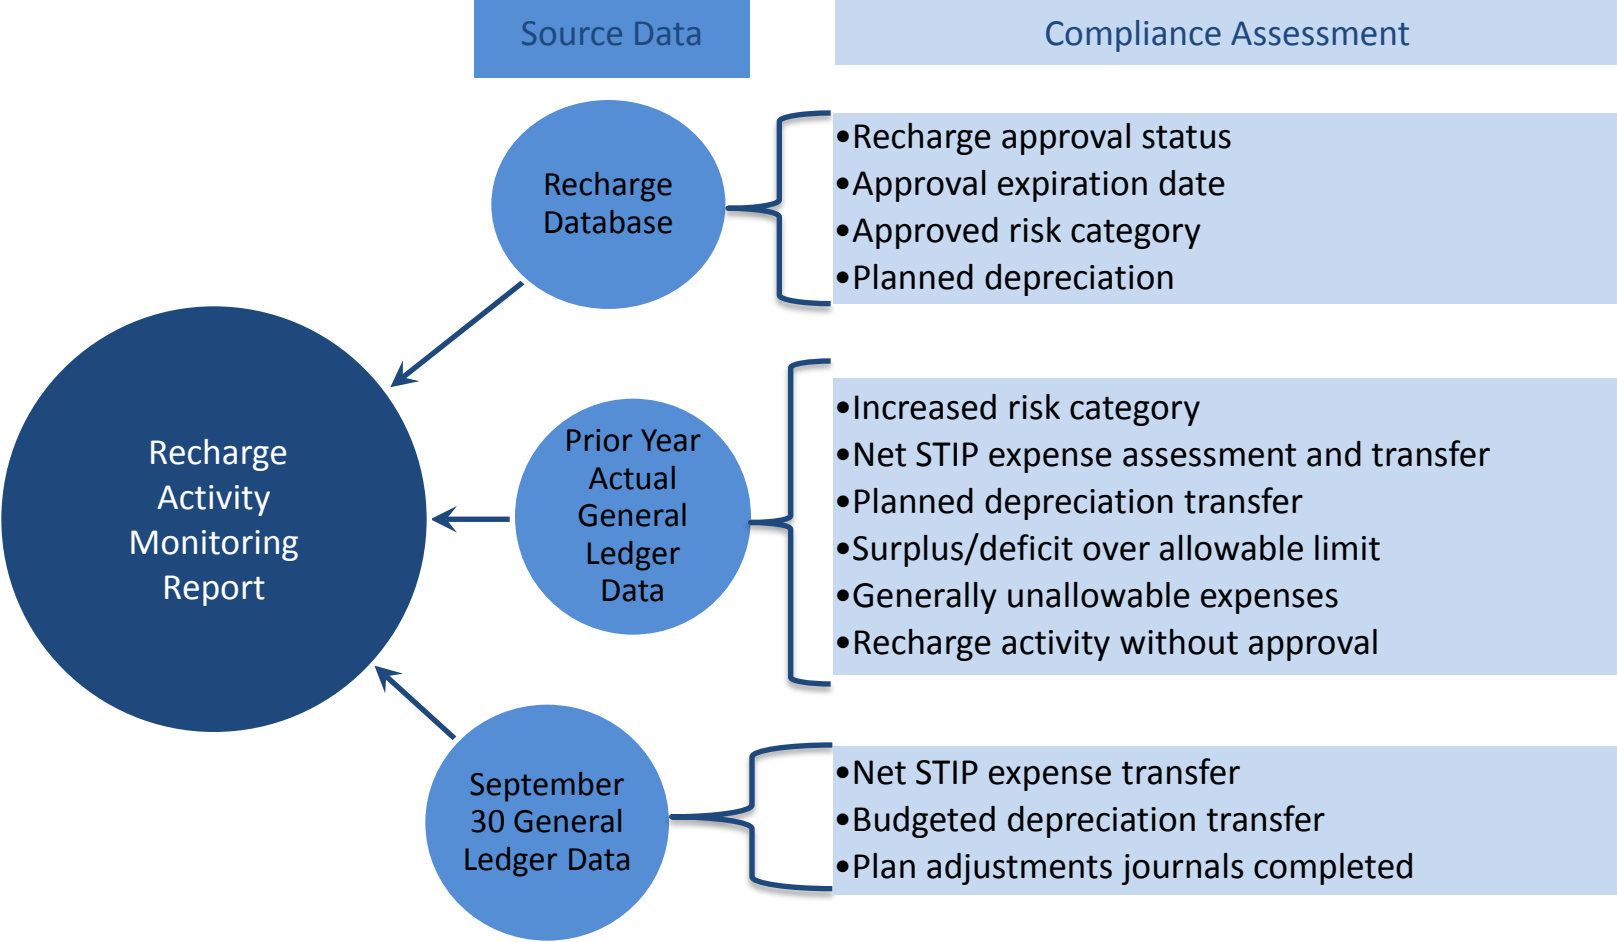 Source Data
Compliance Assessment
Recharge
Database
•Recharge approval status
•Approval expiration date
•Approved risk category
•Planned depreciation
Recharge
Activity
Monitoring
Report
Prior Year
Actual
General
Ledger
Data
•Increased risk category
•Net STIP expense assessment and transfer
•Planned depreciation transfer
•Surplus/deficit over allowable limit
•Generally unallowable expenses
•Recharge activity without approval
September
30 General
Ledger Data
•Net STIP expense transfer
•Budgeted depreciation transfer
•Plan adjustments journals completed